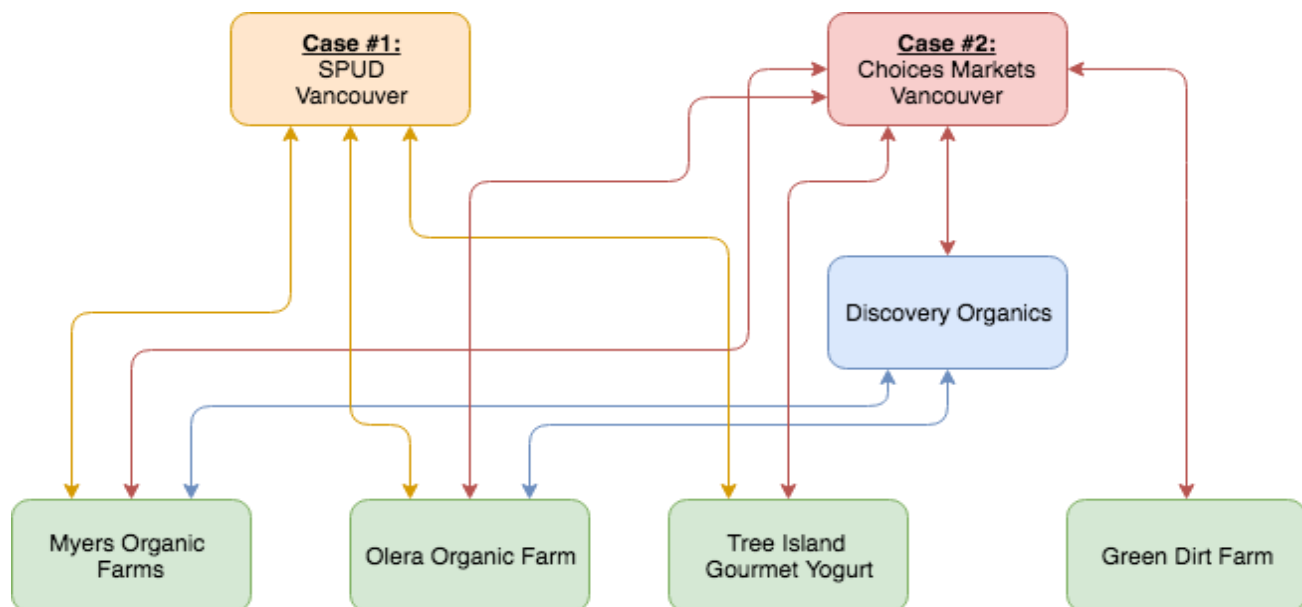 Case #1:
SPUD
Vancouver
Case #2:
Choices Markets
Vancouver
Discovery Organics
Myers Organic
Farms
Olera Organic Farm
Tree Island
Gourmet Yogurt
Green Dirt Farm